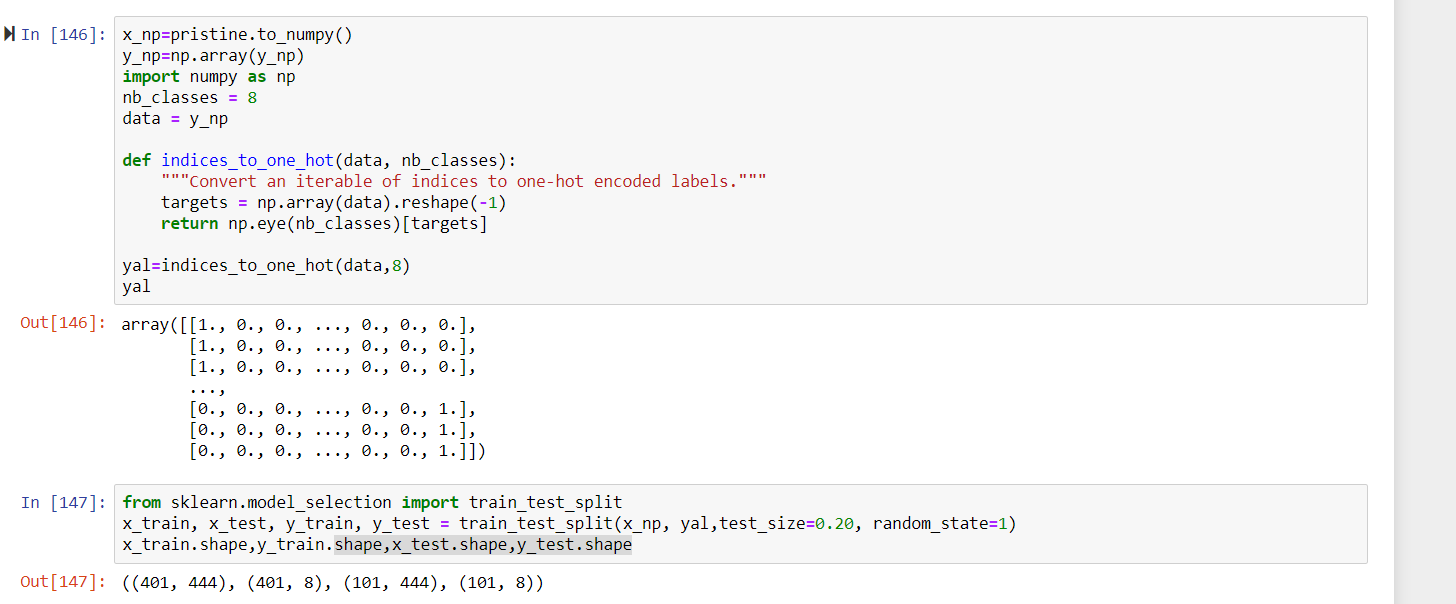 In [146]: x_np=pristine.to_numpy()
y_np=np.array(y_np)
import numpy as np
nb_classes = 8
data = y_np
def indices_to_one_hot(data, nb_classes):
"""Convert an iterable of indices to one-hot encoded labels."""
targets = np.array(data).reshape(-1)
return np.eye(nb_classes)[targets]
yal=indices_to_one_hot(data,8)
yal
Out[146]: array([[1., 0., 0., ..., 0., 0., 0.],
[1., 0., 0., ..., 0., 0., 0.],
[1., 0., 0., ..., 0., 0., 0.],
...,
[0., 0., 0., ..., 0., 0., 1.],
[0., 0., 0., ..., 0., 0., 1.],
[0., 0., 0., ..., 0., 0., 1.]])
In [147]: from sklearn.model_selection import train_test_split
x_train, x_test, y_train, y_test = train_test_split(x_np, yal,test_size=0.20, random_state=1)
x_train.shape,y_train.shape,x_test.shape,y_test.shape
Out[147]: ((401, 444), (401, 8), (101, 444), (101, 8))